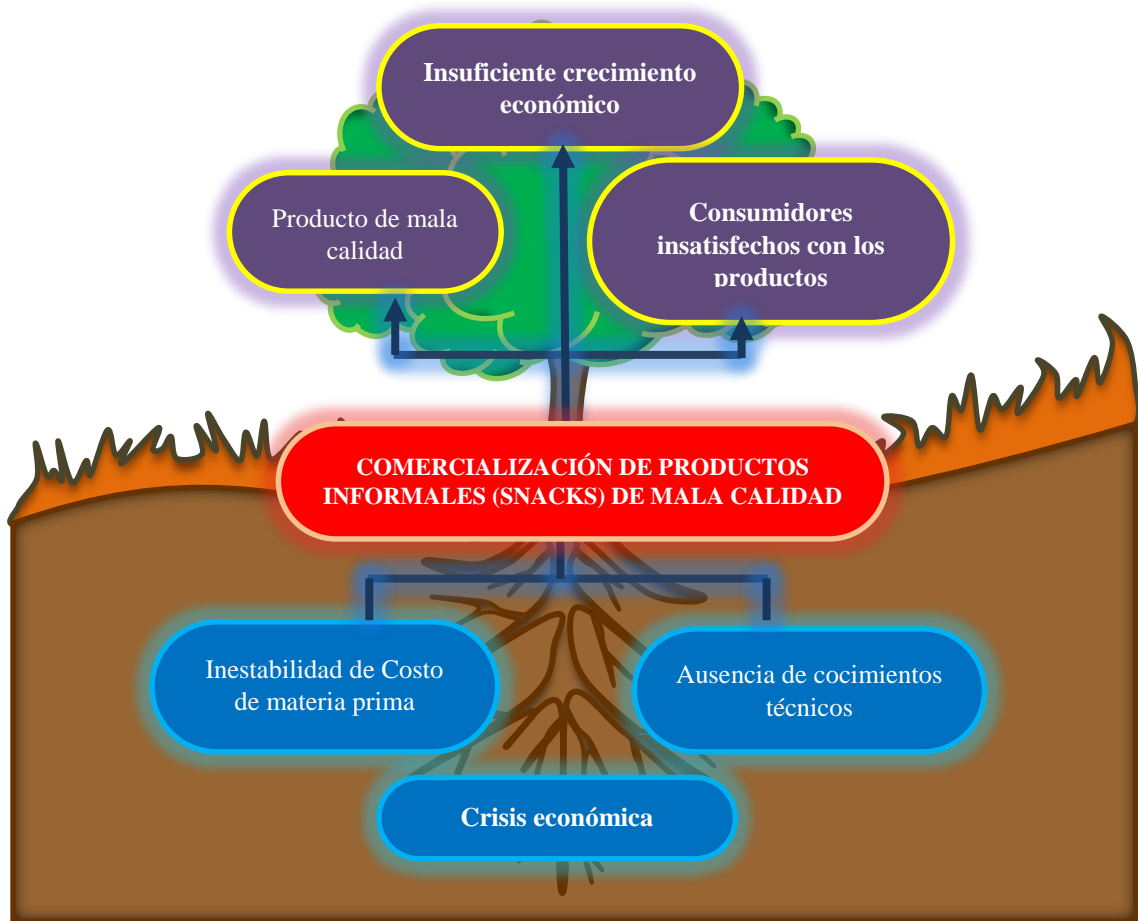 Insuficiente crecimiento
económico
Producto de mala
calidad
Consumidores
insatisfechos con los
productos
COMERCIALIZACIÓN DE PRODUCTOS
INFORMALES (SNACKS) DE MALA CALIDAD
Inestabilidad de Costo
de materia prima
Ausencia de cocimientos
técnicos
Crisis económica